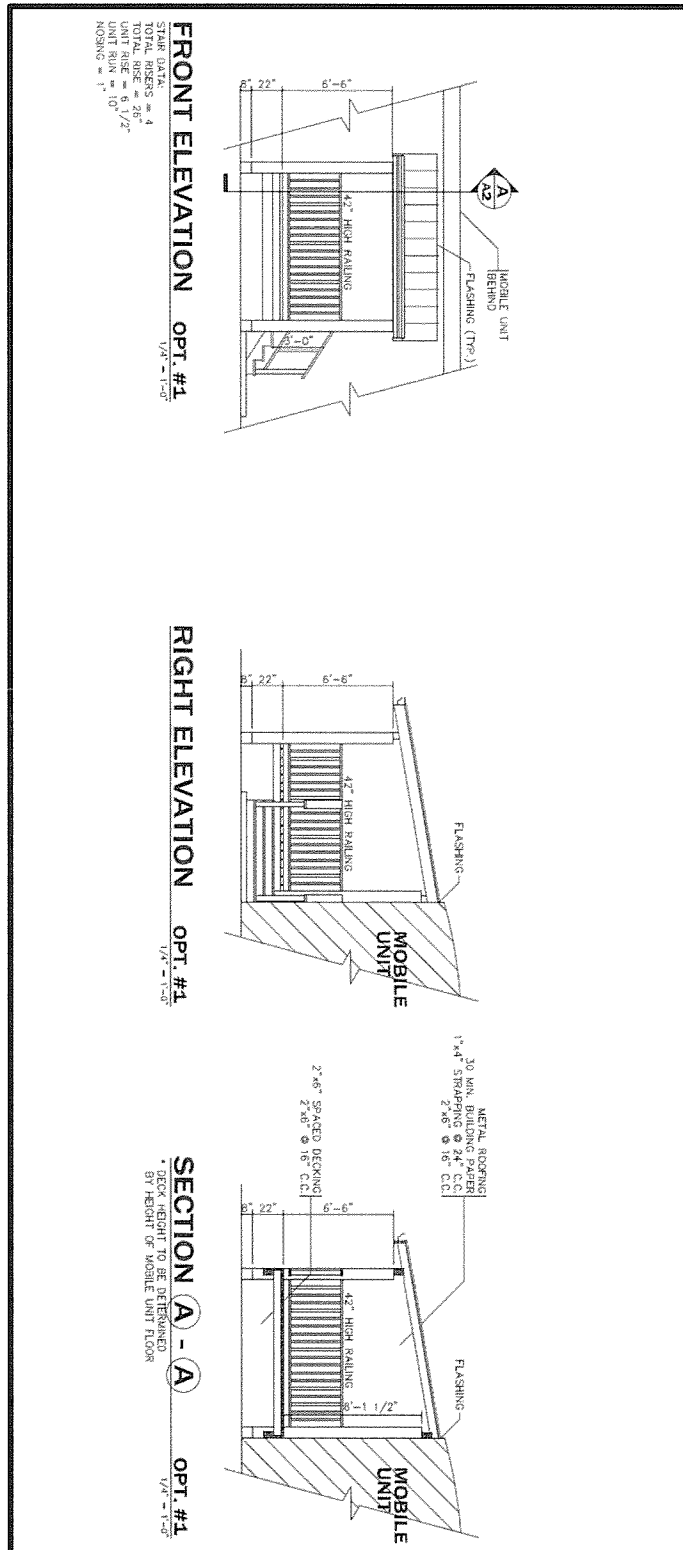 A
A2
MOBILE UNIT
BEHIND
FLASHING (TYP.)
6'-6"
22"
8"
42" HIGH RAILING
3'-0"
FRONT ELEVATION OPT. #1
1/4" = 1'-0"
STAIR DATA:
TOTAL RISERS = 4
TOTAL RISE = 26"
UNIT RISE = 6 1/2"
UNIT RUN = 10"
NOSING = 1"
FLASHING
6'-6"
22"
8"
42" HIGH RAILING
MOBILE
UNIT
RIGHT ELEVATION OPT. #1
1/4" = 1'-0"
METAL ROOFING
30 MIN. BUILDING PAPER
1"x4" STRAPPING @ 24" C.C.
2"x6" @ 16" C.C.
FLASHING
2"x6" SPACED DECKING
2"x6" @ 16" C.C.
6'-6"
22"
8"
42" HIGH RAILING
8'-1 1/2"
MOBILE
UNIT
SECTION A - A OPT. #1
1/4" = 1'-0"
* DECK HEIGHT TO BE DETERMINED
BY HEIGHT OF MOBILE UNIT FLOOR